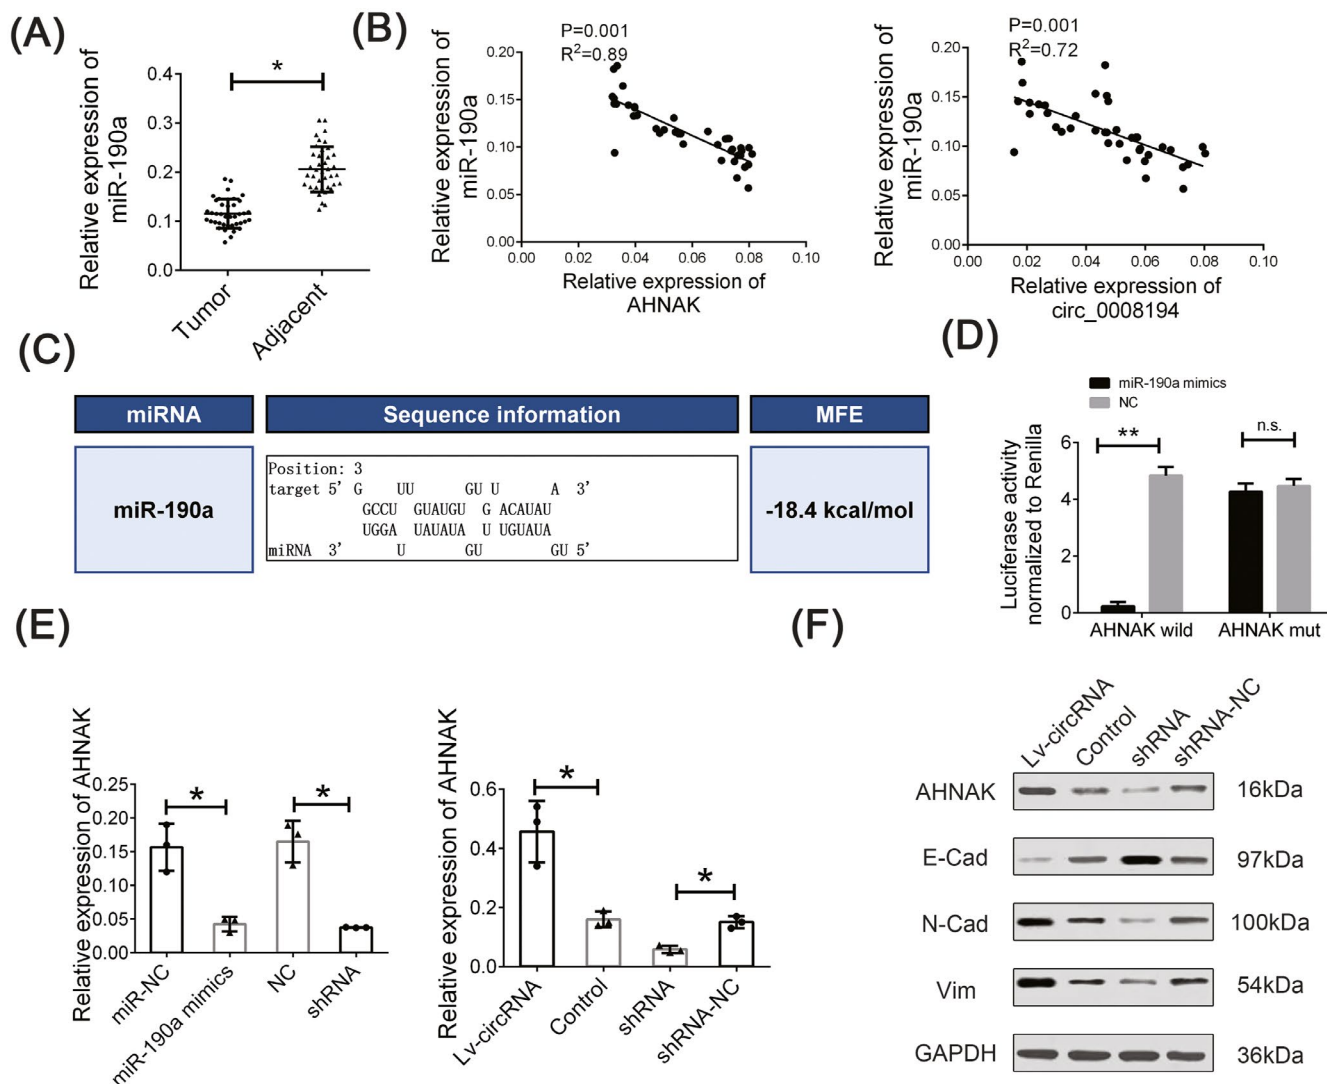 (A)
Relative expression of
miR-190a
0.4
0.3
0.2
0.1
0.0
*
Tumor
Adjacent
(B)
P=0.001
R²=0.89
Relative expression of
miR-190a
0.20
0.15
0.10
0.05
0.00
0.00 0.02 0.04 0.06 0.08 0.10
Relative expression of
AHNAK
P=0.001
R²=0.72
Relative expression of
miR-190a
0.20
0.15
0.10
0.05
0.00
0.00 0.02 0.04 0.06 0.08 0.10
Relative expression of
circ_0008194
(C)
miRNA Sequence information MFE
miR-190a
Position: 3
target 5' G UU GU U A 3'
GCCU GUAUGU G ACAUAU
UGGA UAUAUA U UGUAUA
miRNA 3' U GU GU 5'
-18.4 kcal/mol
(D)
miR-190a mimics
NC
Luciferase activity
normalized to Renilla
6
4
2
0
**
n.s.
AHNAK wild AHNAK mut
(E)
Relative expression of AHNAK
0.25
0.20
0.15
0.10
0.05
0.00
* *
miR-NC
miR-190a mimics
NC
shRNA
Relative expression of AHNAK
0.6
0.4
0.2
0.0
*
*
Lv-circRNA
Control
shRNA
shRNA-NC
(F)
Lv-circRNA
Control
shRNA
shRNA-NC
AHNAK 16kDa
E-Cad 97kDa
N-Cad 100kDa
Vim 54kDa
GAPDH 36kDa